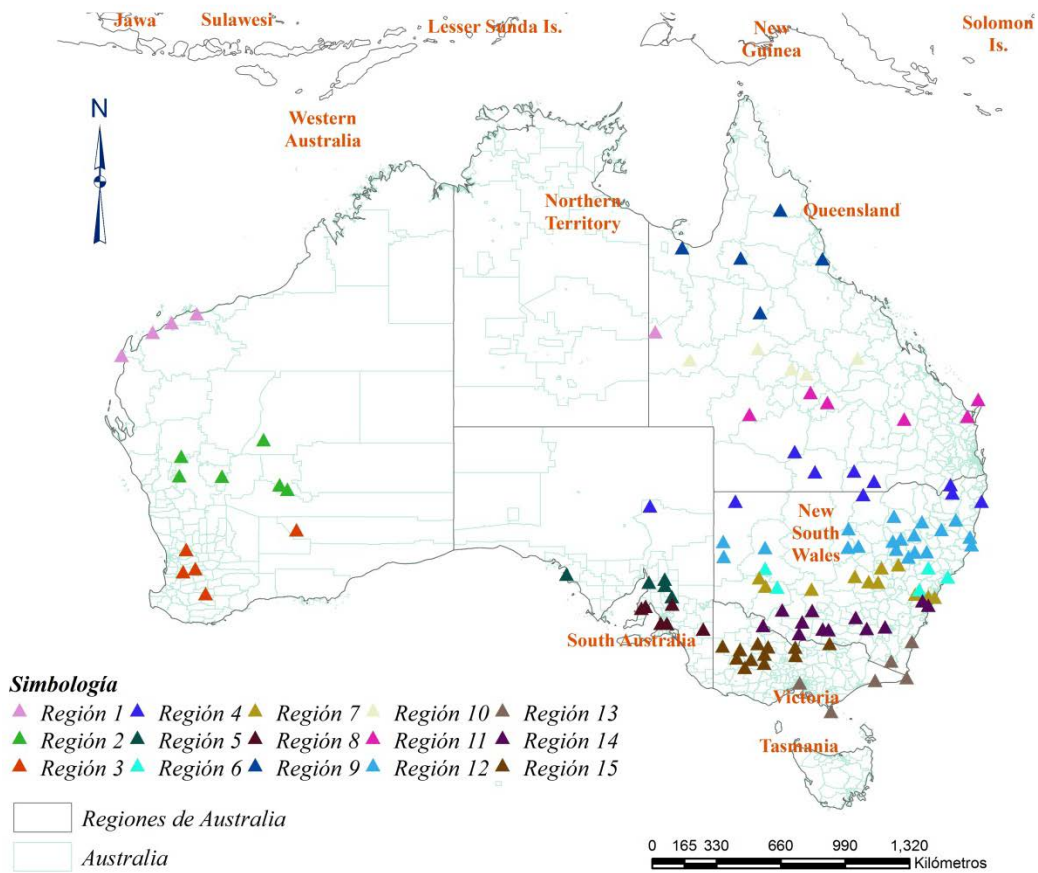 Jawa
Sulawesi
Lesser Sunda Is.
New
Guinea
Solomon
Is.
N
Western
Australia
Northern
Territory
Queensland
New
South
Wales
South Australia
Victoria
Tasmania
Simbología
Región 1 Región 4 Región 7 Región 10 Región 13
Región 2 Región 5 Región 8 Región 11 Región 14
Región 3 Región 6 Región 9 Región 12 Región 15
Regiones de Australia
Australia
0 165 330 660 990 1,320
Kilómetros